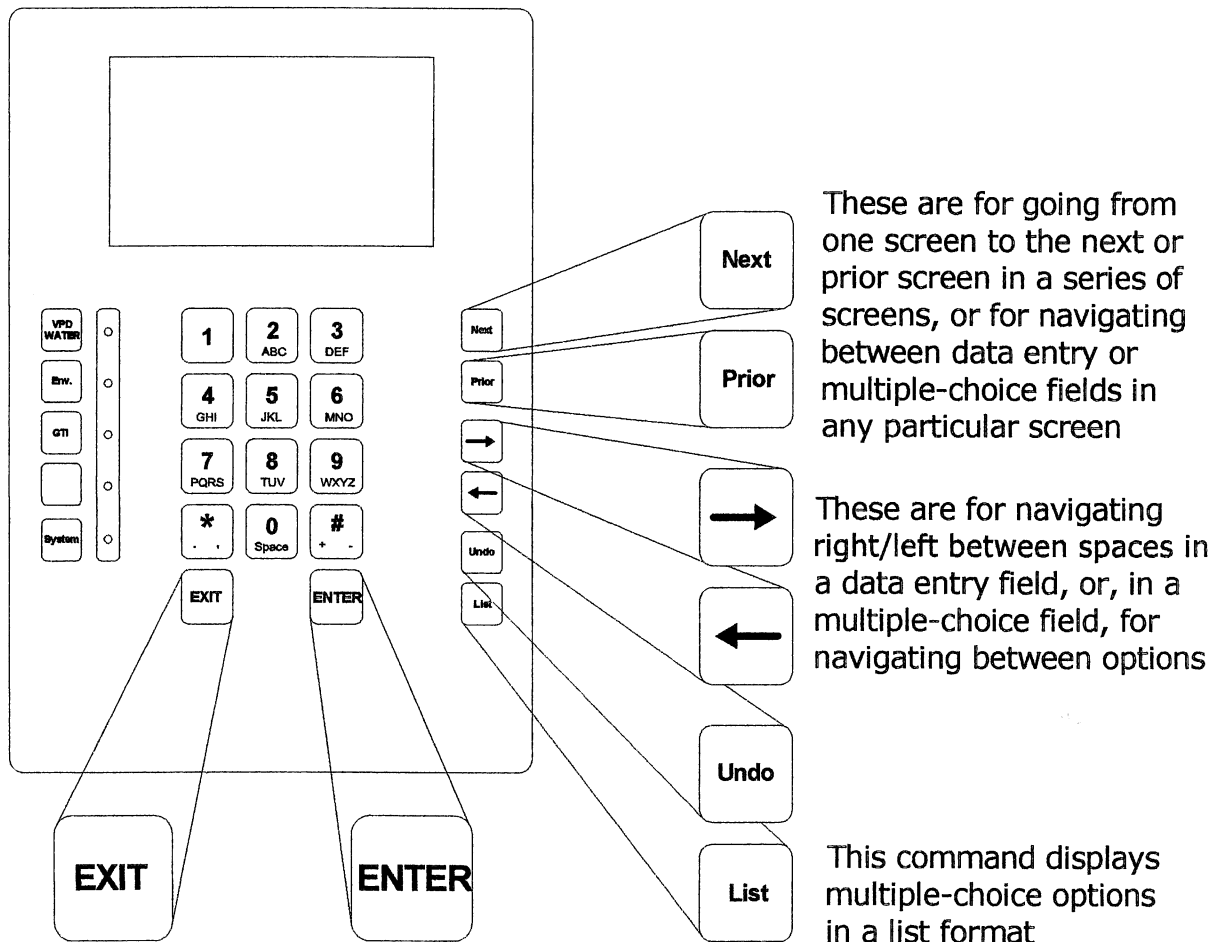 VPD
WATER
Env.
GTI
System
1
2
ABC
3
DEF
4
GHI
5
JKL
6
MNO
7
PQRS
8
TUV
9
WXYZ
*
. ,
0
Space
#
+ -
EXIT
ENTER
Next
Prior
→
←
Undo
List
Next
Prior
These are for going from
one screen to the next or
prior screen in a series of
screens, or for navigating
between data entry or
multiple-choice fields in
any particular screen
→
←
These are for navigating
right/left between spaces in
a data entry field, or, in a
multiple-choice field, for
navigating between options
Undo
List
This command displays
multiple-choice options
in a list format
EXIT
ENTER